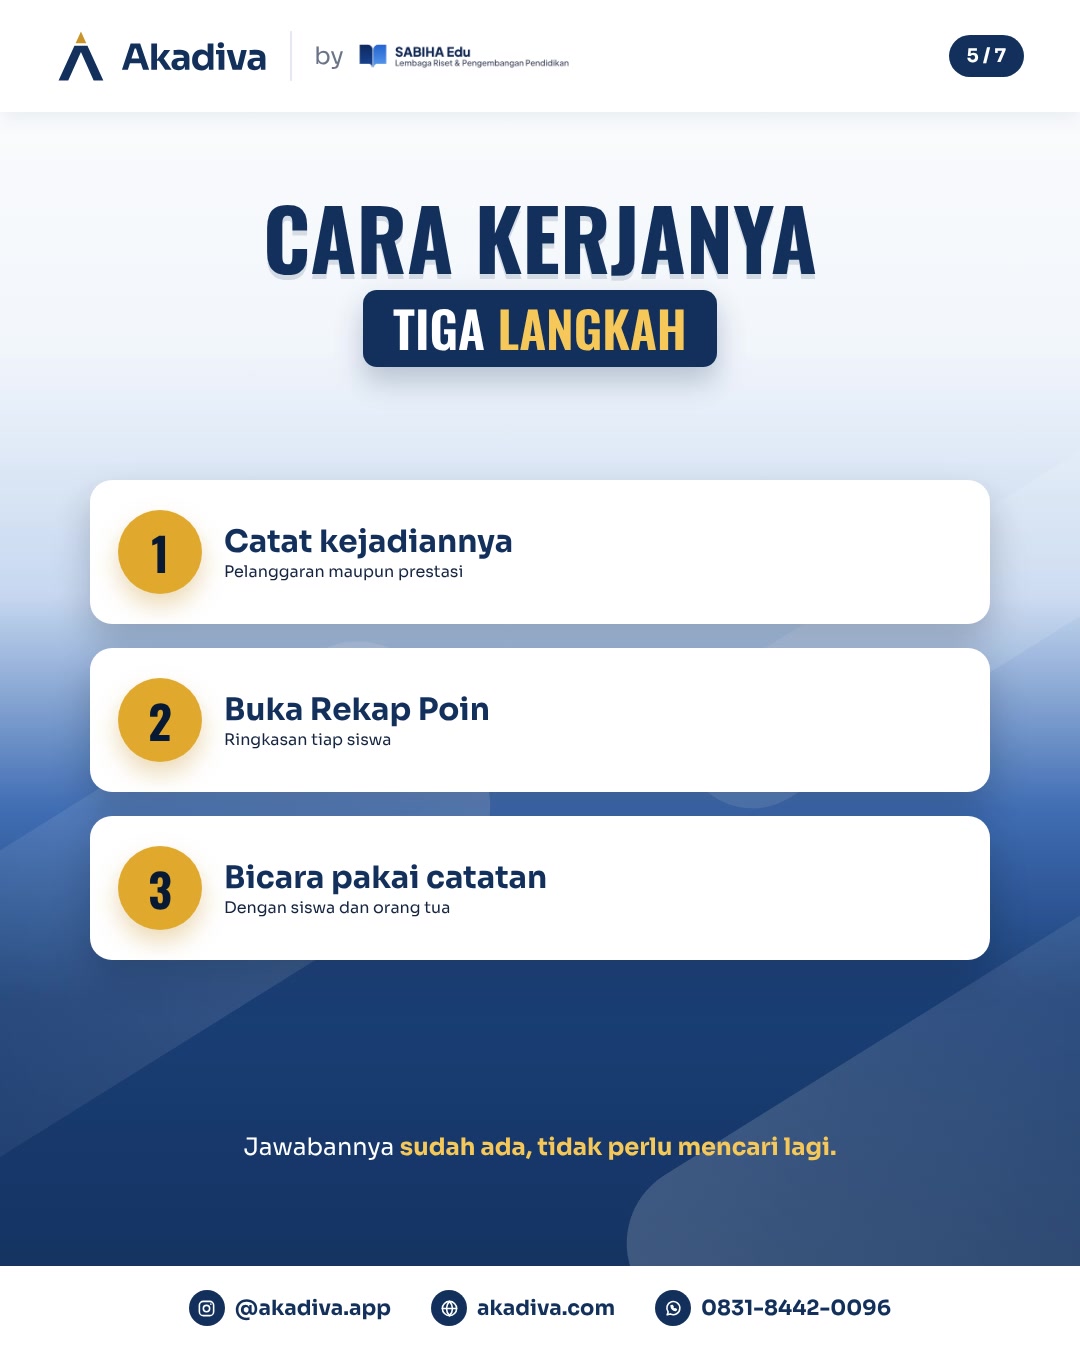 Akadiva
by
SABIHA Edu
Lembaga Riset & Pengembangan Pendidikan
5 / 7
CARA KERJANYA
TIGA LANGKAH
1
Catat kejadiannya
Pelanggaran maupun prestasi
2
Buka Rekap Poin
Ringkasan tiap siswa
3
Bicara pakai catatan
Dengan siswa dan orang tua
Jawabannya sudah ada, tidak perlu mencari lagi.
@akadiva.app
akadiva.com
0831-8442-0096